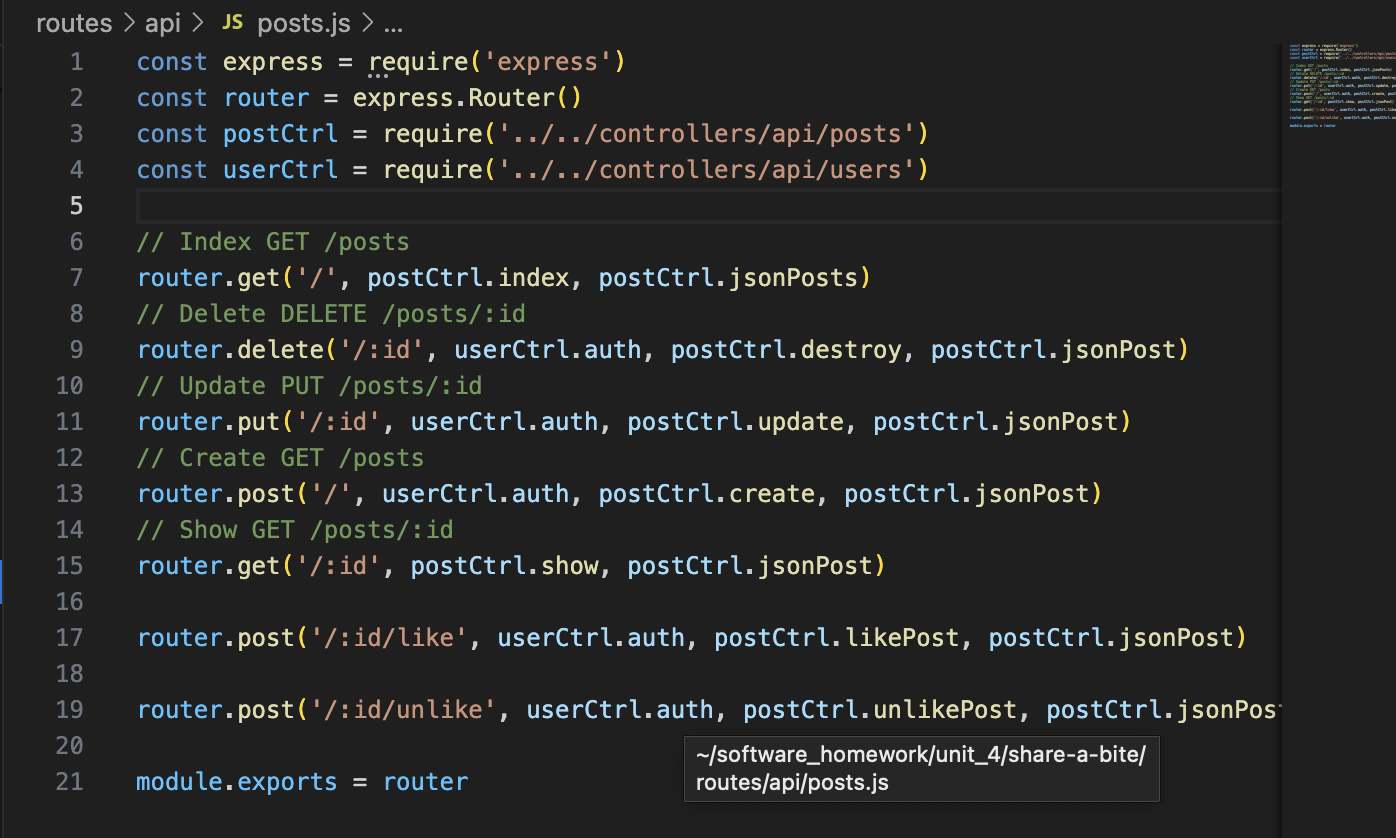 routes > api > JS posts.js > ...
1 const express = require('express')
2 const router = express.Router()
3 const postCtrl = require('../../controllers/api/posts')
4 const userCtrl = require('../../controllers/api/users')
5
6 // Index GET /posts
7 router.get('/', postCtrl.index, postCtrl.jsonPosts)
8 // Delete DELETE /posts/:id
9 router.delete('/:id', userCtrl.auth, postCtrl.destroy, postCtrl.jsonPost)
10 // Update PUT /posts/:id
11 router.put('/:id', userCtrl.auth, postCtrl.update, postCtrl.jsonPost)
12 // Create GET /posts
13 router.post('/', userCtrl.auth, postCtrl.create, postCtrl.jsonPost)
14 // Show GET /posts/:id
15 router.get('/:id', postCtrl.show, postCtrl.jsonPost)
16
17 router.post('/:id/like', userCtrl.auth, postCtrl.likePost, postCtrl.jsonPost)
18
19 router.post('/:id/unlike', userCtrl.auth, postCtrl.unlikePost, postCtrl.jsonPos
20
~/software_homework/unit_4/share-a-bite/
routes/api/posts.js
21 module.exports = router